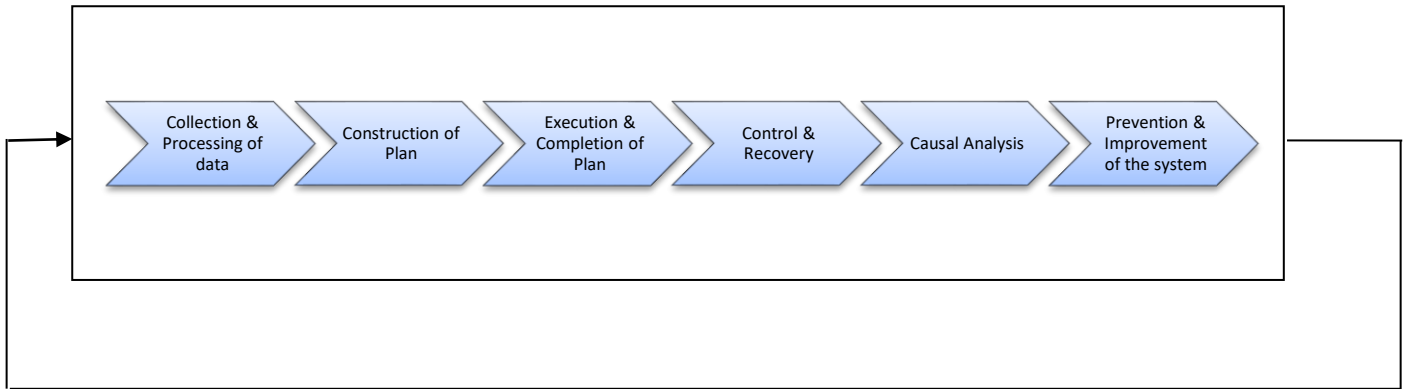 Collection &
Processing of
data
Construction of
Plan
Execution &
Completion of
Plan
Control &
Recovery
Causal Analysis
Prevention &
Improvement
of the system